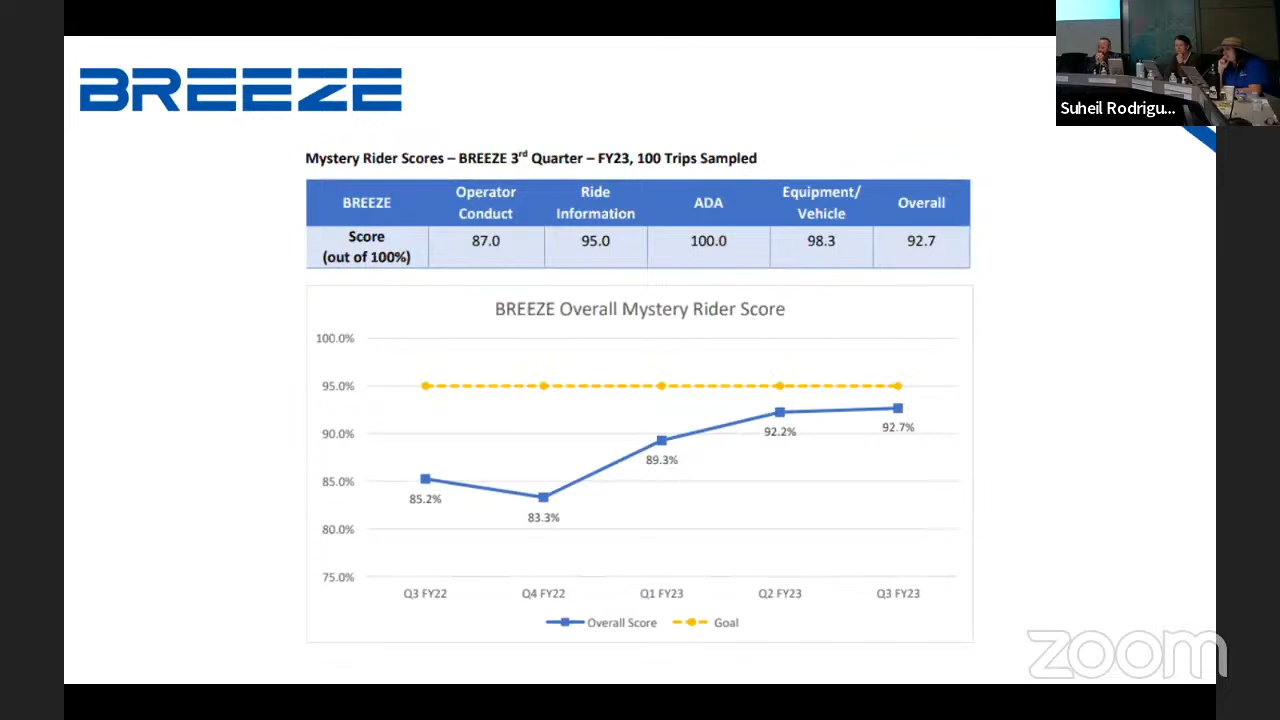 BREEZE
Suheil Rodrigu...
Mystery Rider Scores – BREEZE 3rd Quarter – FY23, 100 Trips Sampled
BREEZE Operator Conduct Ride Information ADA Equipment/ Vehicle Overall
Score (out of 100%) 87.0 95.0 100.0 98.3 92.7
BREEZE Overall Mystery Rider Score
100.0%
95.0%
90.0%
85.0%
80.0%
75.0%
85.2%
83.3%
89.3%
92.2%
92.7%
Q3 FY22 Q4 FY22 Q1 FY23 Q2 FY23 Q3 FY23
Overall Score Goal
zoom